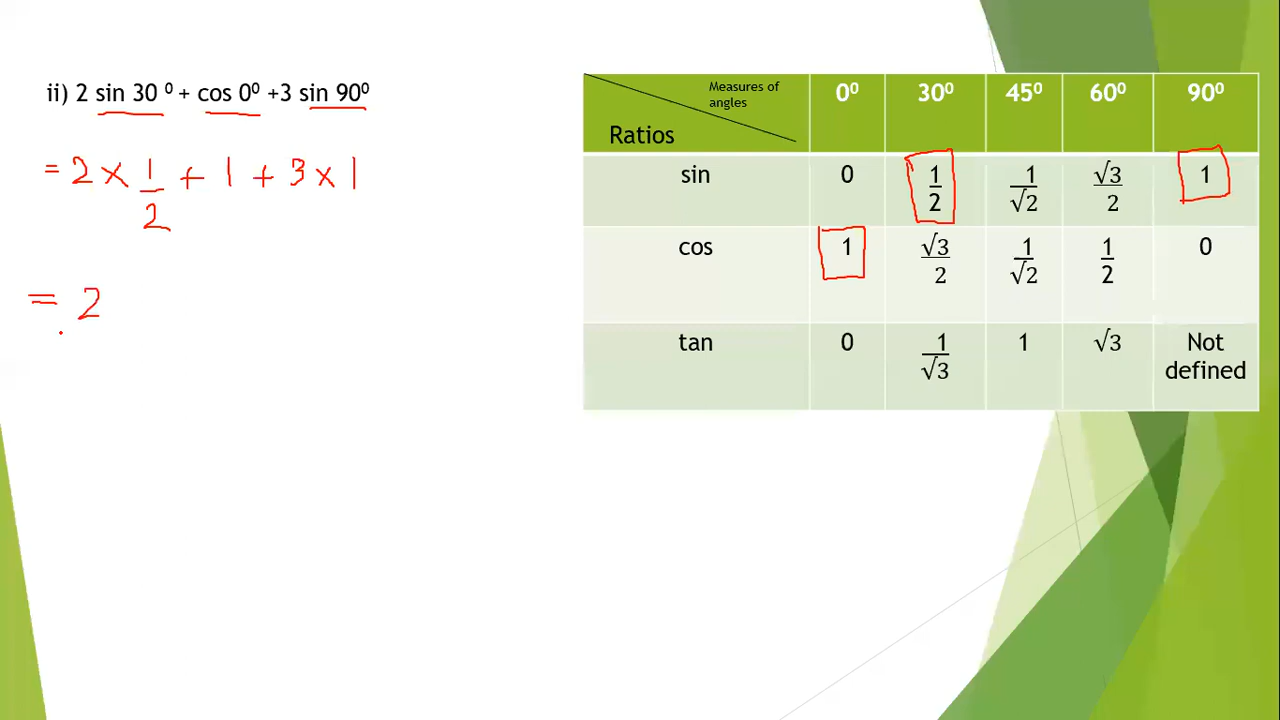 ii) 2 sin 30⁰ + cos 0⁰ +3 sin 90⁰
= 2 × 1/2 + 1 + 3 × 1
= 2
Measures of angles
Ratios
0⁰ 30⁰ 45⁰ 60⁰ 90⁰
sin 0 1/2 1/√2 √3/2 1
cos 1 √3/2 1/√2 1/2 0
tan 0 1/√3 1 √3 Not defined